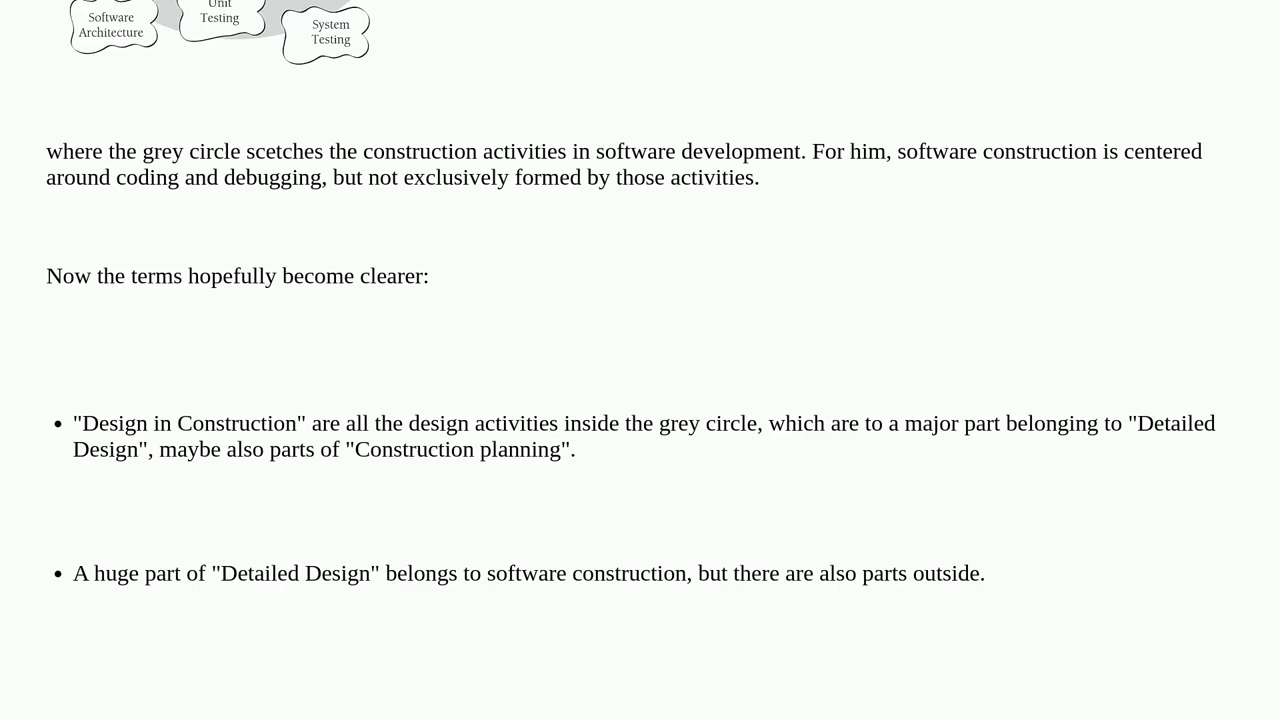 Unit
Software
Testing
System
Architecture
Testing
where the grey circle scetches the construction activities in software development. For him, software construction is centered
around coding and debugging, but not exclusively formed by those activities.
Now the terms hopefully become clearer:
• "Design in Construction" are all the design activities inside the grey circle, which are to a major part belonging to "Detailed
Design", maybe also parts of "Construction planning".
• A huge part of "Detailed Design" belongs to software construction, but there are also parts outside.